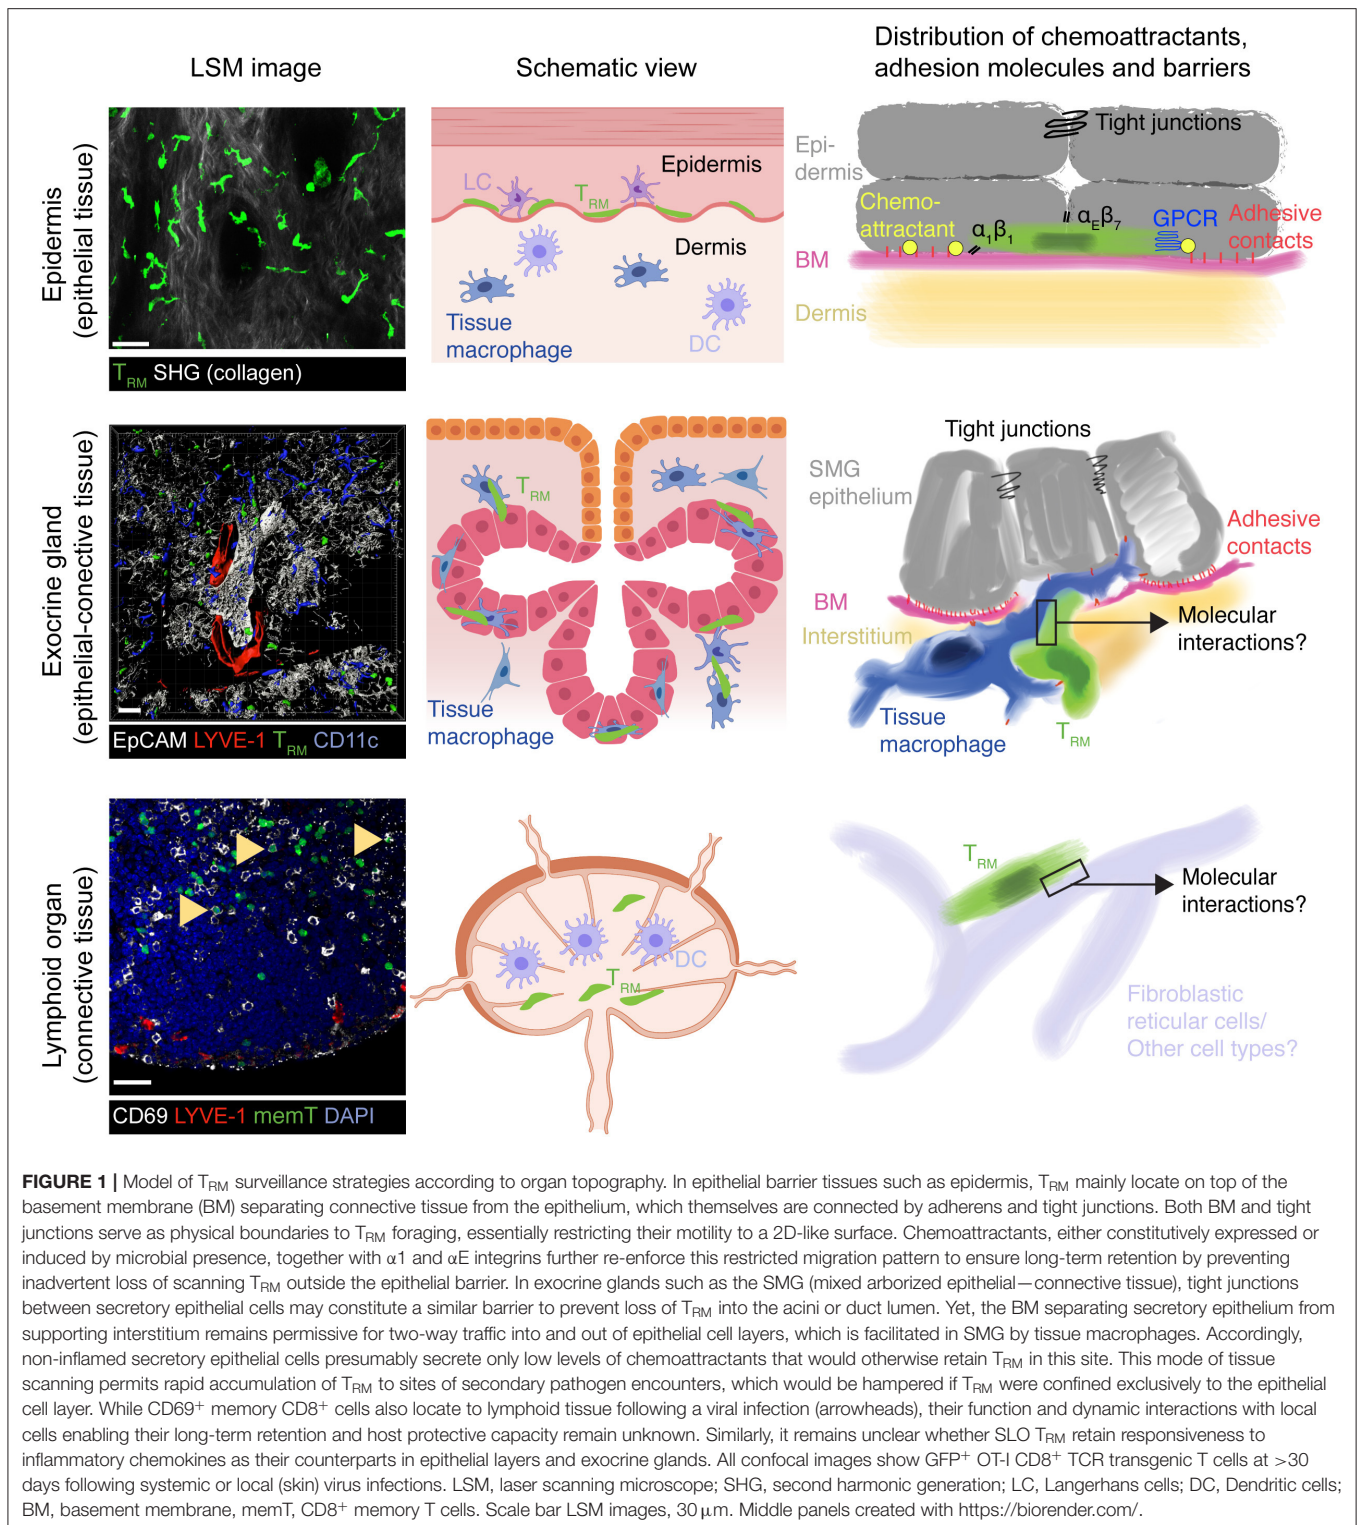 LSM image
Schematic view
Distribution of chemoattractants,
adhesion molecules and barriers
Epidermis
(epithelial tissue)
T_RM SHG (collagen)
LC
T_RM
Epidermis
Dermis
Tissue
macrophage
DC
Epi-
dermis
Tight junctions
Chemo-
attractant
α₁β₁
α_Eβ₇
GPCR
Adhesive
contacts
BM
Dermis
Exocrine gland
(epithelial-conective tissue)
EpCAM LYVE-1 T_RM CD11c
T_RM
Tissue
macrophage
Tight junctions
SMG
epithelium
Adhesive
contacts
BM
Interstitium
Molecular
interactions?
Tissue
macrophage
T_RM
Lymphoid organ
(connective tissue)
CD69 LYVE-1 memT DAPI
DC
T_RM
T_RM
Molecular
interactions?
Fibroblastic
reticular cells/
Other cell types?
FIGURE 1 | Model of T_RM surveillance strategies according to organ topography. In epithelial barrier tissues such as epidermis, T_RM mainly locate on top of the
basement membrane (BM) separating connective tissue from the epithelium, which themselves are connected by adherens and tight junctions. Both BM and tight
junctions serve as physical boundaries to T_RM foraging, essentially restricting their motility to a 2D-like surface. Chemoattractants, either constitutively expressed or
induced by microbial presence, together with α1 and αE integrins further re-enforce this restricted migration pattern to ensure long-term retention by preventing
inadvertent loss of scanning T_RM outside the epithelial barrier. In exocrine glands such as the SMG (mixed arborized epithelial—connective tissue), tight junctions
between secretory epithelial cells may constitute a similar barrier to prevent loss of T_RM into the acini or duct lumen. Yet, the BM separating secretory epithelium from
supporting interstitium remains permissive for two-way traffic into and out of epithelial cell layers, which is facilitated in SMG by tissue macrophages. Accordingly,
non-inflamed secretory epithelial cells presumably secrete only low levels of chemoattractants that would otherwise retain T_RM in this site. This mode of tissue
scanning permits rapid accumulation of T_RM to sites of secondary pathogen encounters, which would be hampered if T_RM were confined exclusively to the epithelial
cell layer. While CD69⁺ memory CD8⁺ cells also locate to lymphoid tissue following a viral infection (arrowheads), their function and dynamic interactions with local
cells enabling their long-term retention and host protective capacity remain unknown. Similarly, it remains unclear whether SLO T_RM retain responsiveness to
inflammatory chemokines as their counterparts in epithelial layers and exocrine glands. All confocal images show GFP⁺ OT-I CD8⁺ TCR transgenic T cells at >30
days following systemic or local (skin) virus infections. LSM, laser scanning microscope; SHG, second harmonic generation; LC, Langerhans cells; DC, Dendritic cells;
BM, basement membrane, memT, CD8⁺ memory T cells. Scale bar LSM images, 30 μm. Middle panels created with https://biorender.com/.